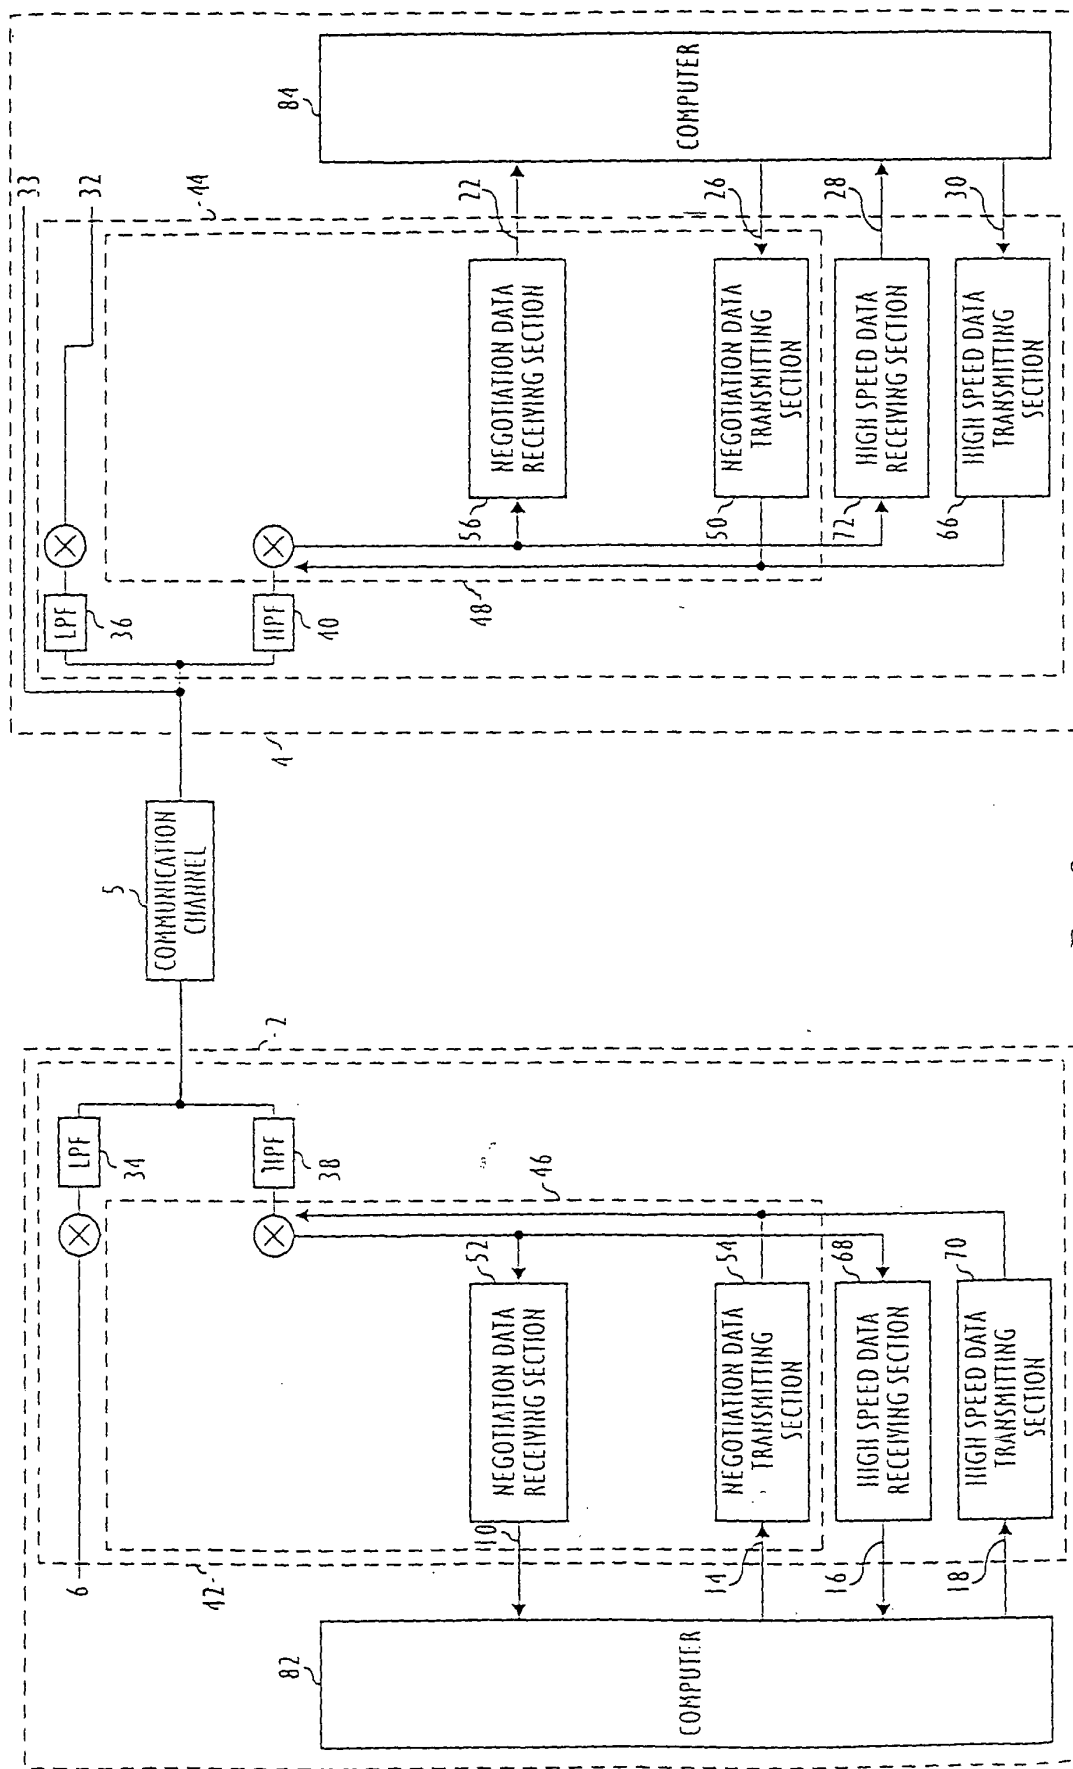 6
LPF
34
42
2
HPF
38
46
82
COMPUTER
10
NEGOTIATION DATA
RECEIVING SECTION
52
14
NEGOTIATION DATA
TRANSMITTING
SECTION
54
16
HIGH SPEED DATA
RECEIVING SECTION
68
18
HIGH SPEED DATA
TRANSMITTING
SECTION
70
5
COMMUNICATION
CHANNEL
33
32
4
LPF
36
44
HPF
40
48
84
COMPUTER
56
NEGOTIATION DATA
RECEIVING SECTION
22
50
NEGOTIATION DATA
TRANSMITTING
SECTION
26
72
HIGH SPEED DATA
RECEIVING SECTION
28
66
HIGH SPEED DATA
TRANSMITTING
SECTION
30